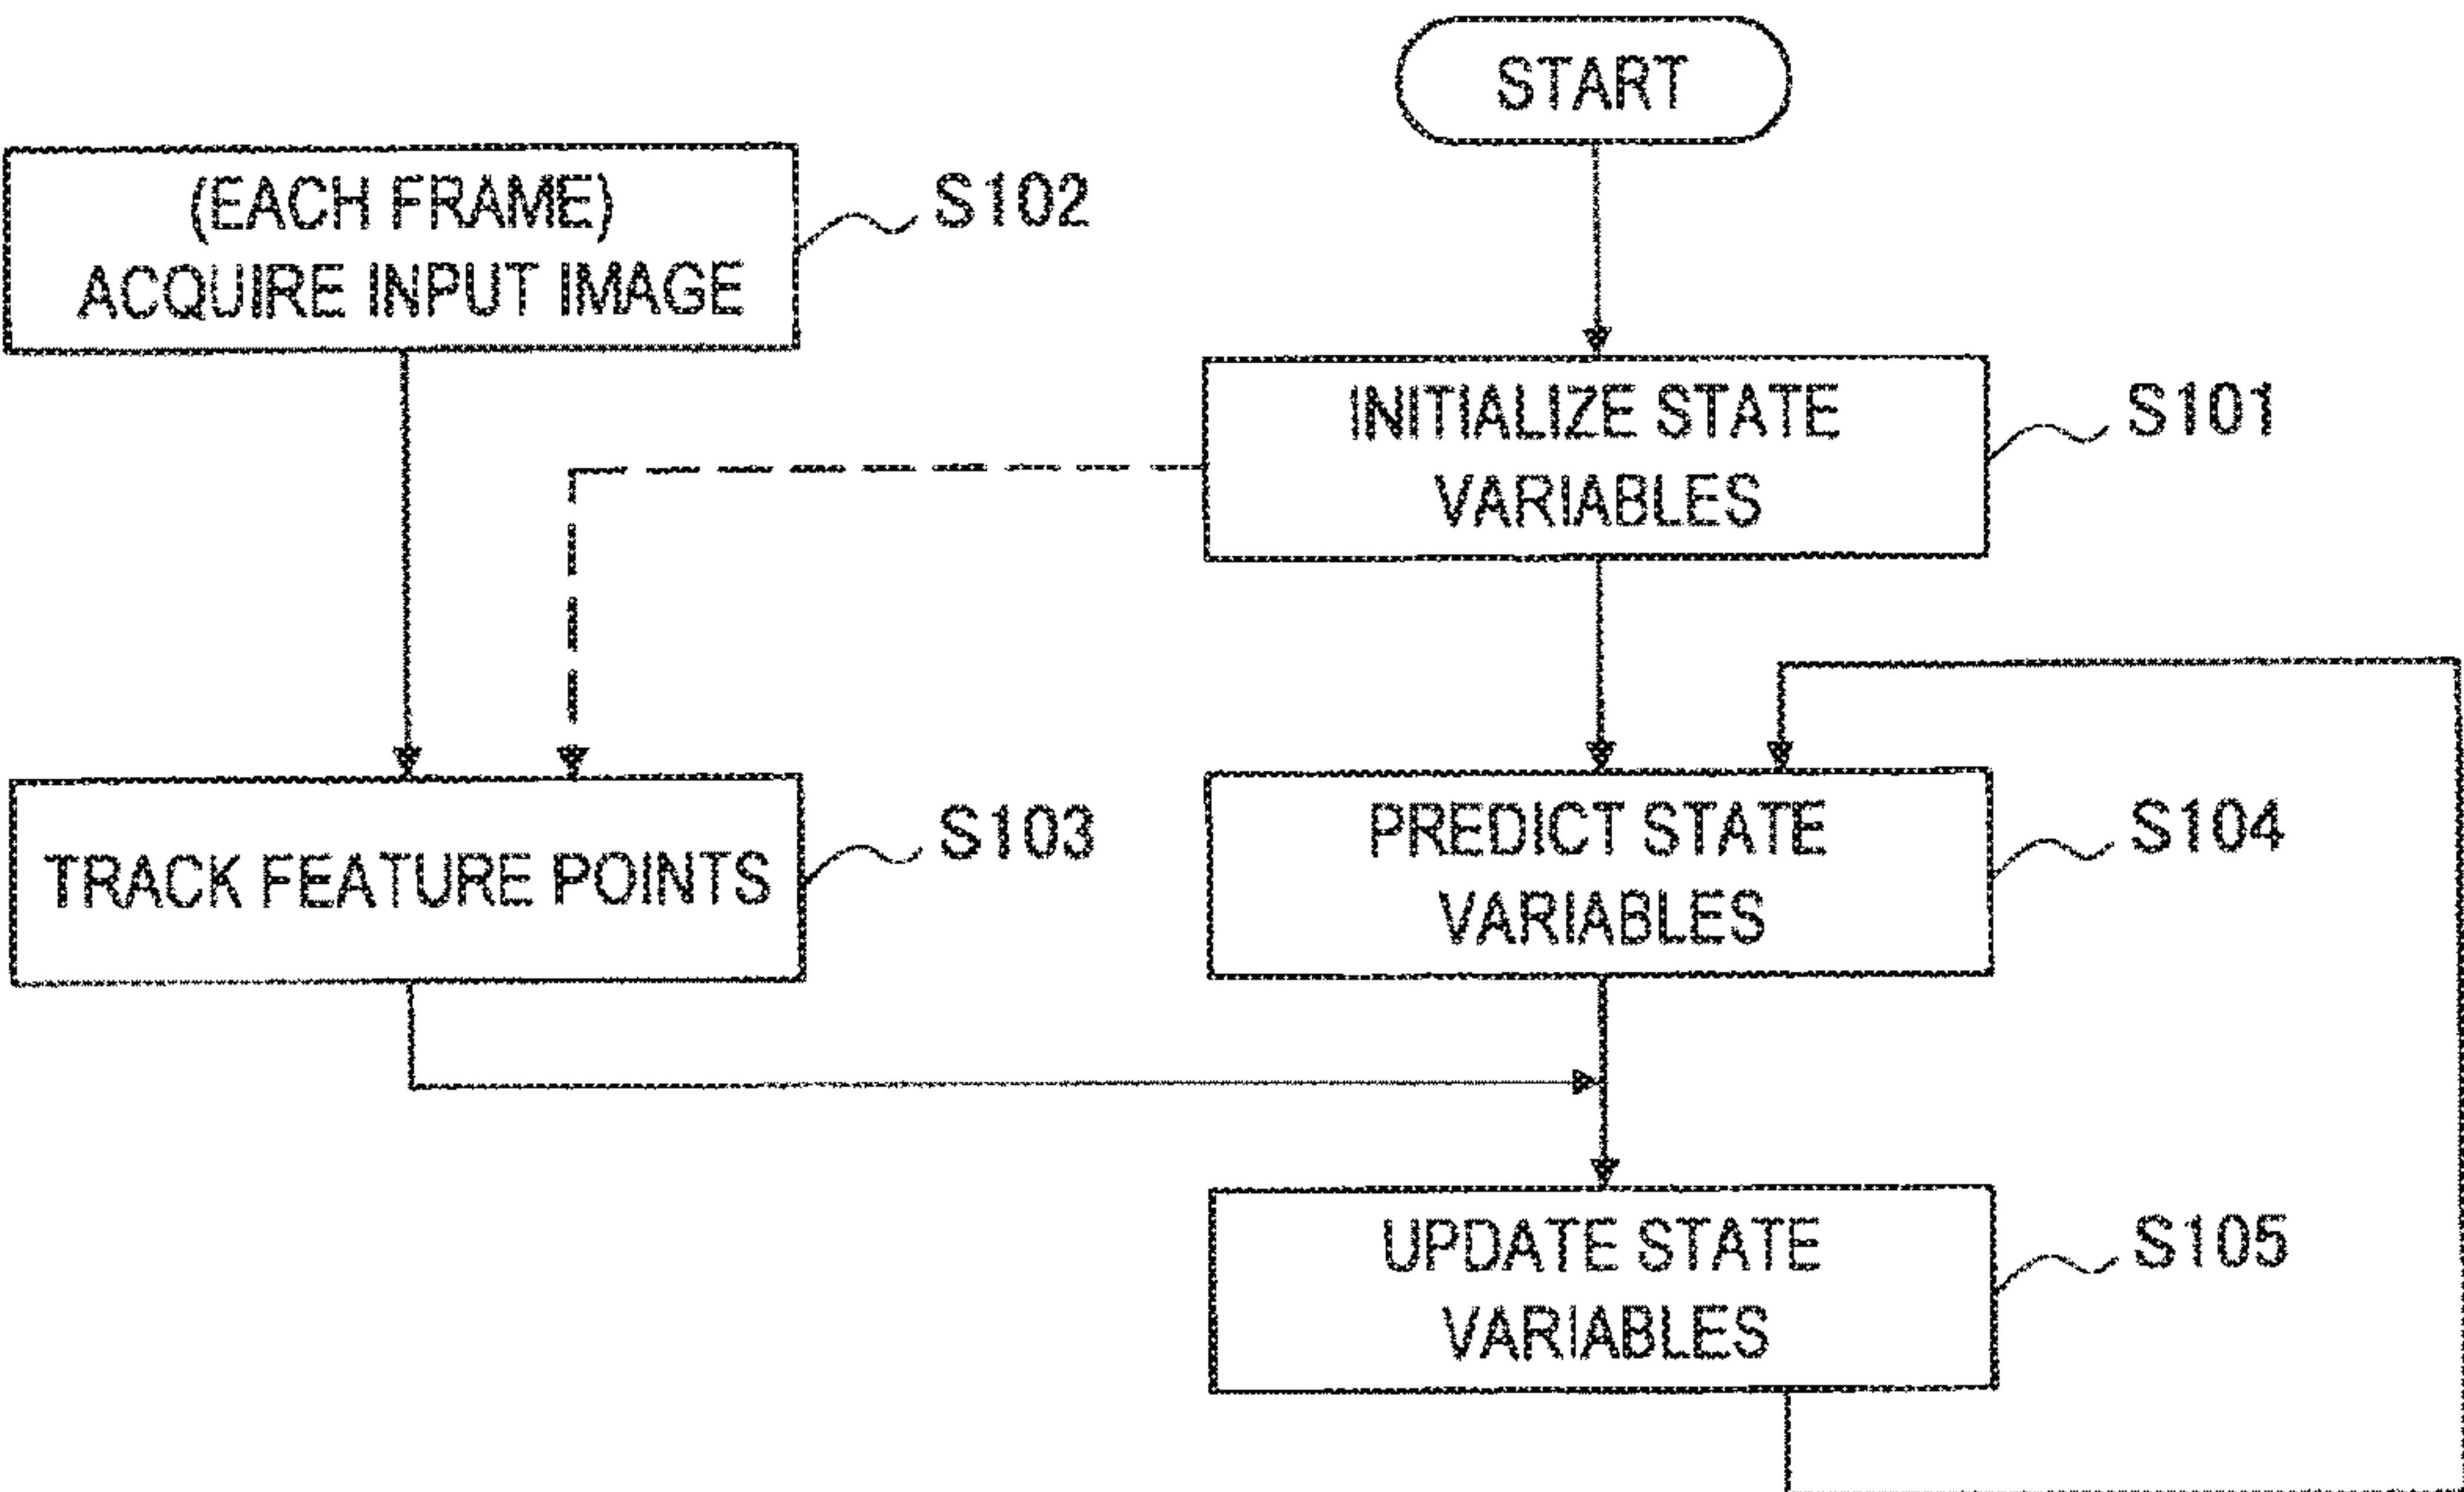 START
(EACH FRAME)
ACQUIRE INPUT IMAGE
S102
INITIALIZE STATE
VARIABLES
S101
TRACK FEATURE POINTS
S103
PREDICT STATE
VARIABLES
S104
UPDATE STATE
VARIABLES
S105